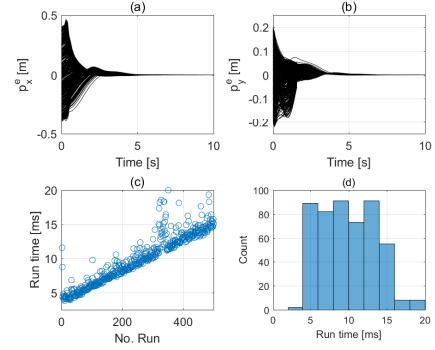 (a)
0.5
0
-0.5
p_x^e [m]
0
5
10
Time [s]
(b)
0.2
0.1
0
-0.1
-0.2
p_y^e [m]
0
5
10
Time [s]
(c)
20
15
10
5
0
Run time [ms]
0
200
400
No. Run
(d)
100
80
60
40
20
0
Count
0
5
10
15
20
Run time [ms]